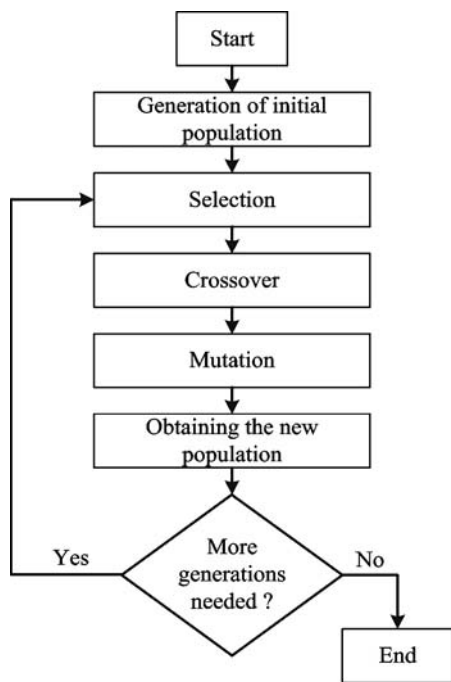 Start
Generation of initial
population
Selection
Crossover
Mutation
Obtaining the new
population
More
generations
needed ?
Yes
No
End